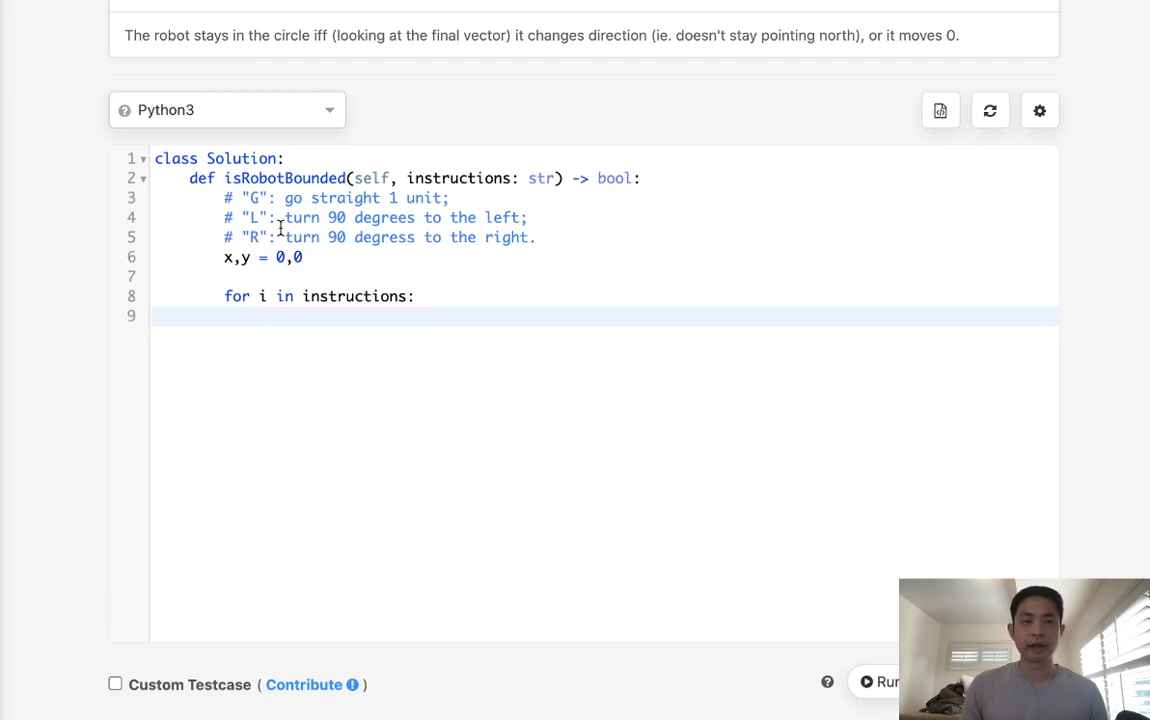 The robot stays in the circle iff (looking at the final vector) it changes direction (ie. doesn't stay pointing north), or it moves 0.
Python3
1 class Solution:
2 def isRobotBounded(self, instructions: str) -> bool:
3 # "G": go straight 1 unit;
4 # "L": turn 90 degrees to the left;
5 # "R": turn 90 degress to the right.
6 x,y = 0,0
7
8 for i in instructions:
9
Custom Testcase ( Contribute )
Run